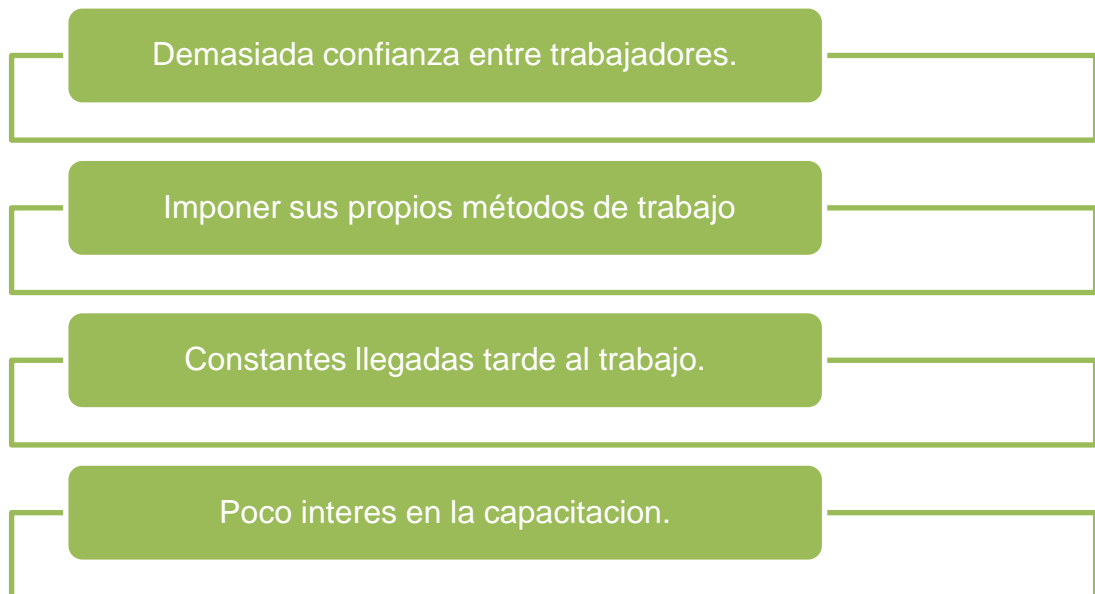 Demasiada confianza entre trabajadores.
Imponer sus propios métodos de trabajo
Constantes llegadas tarde al trabajo.
Poco interes en la capacitacion.